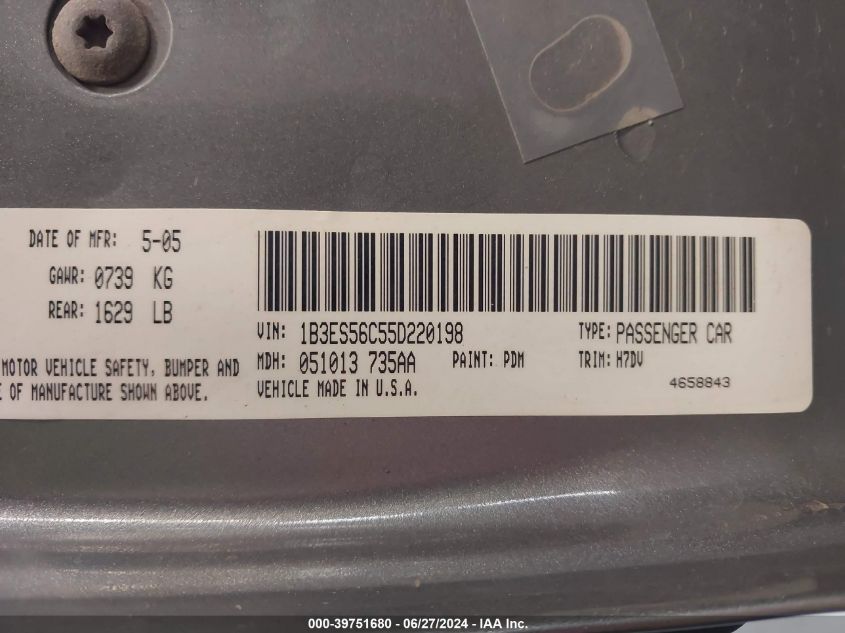 DATE OF MFR: 5-05
GAWR: 0739 KG
REAR: 1629 LB
MOTOR VEHICLE SAFETY, BUMPER AND
OF MANUFACTURE SHOWN ABOVE.
VIN: 1B3ES56C55D220198
TYPE: PASSENGER CAR
MDH: 051013 735AA
PAINT: PDM
TRIM: H7DV
VEHICLE MADE IN U.S.A.
4658843
000-39751680 - 06/27/2024 - IAA Inc.